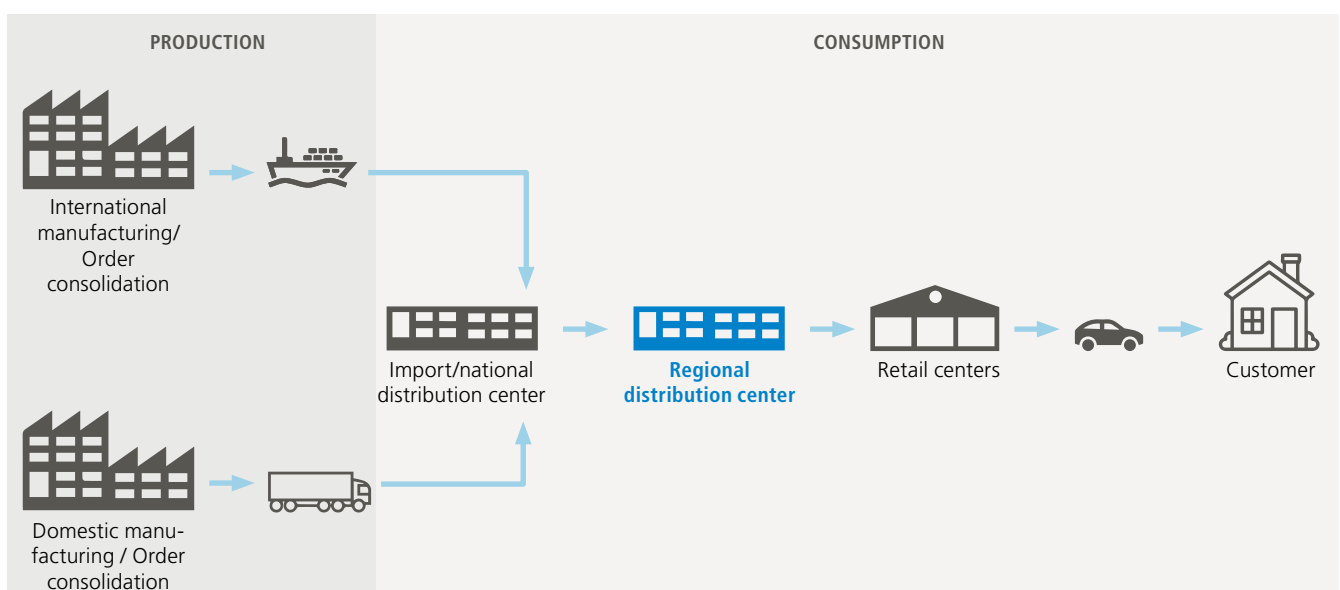 PRODUCTION
CONSUMPTION
International
manufacturing/
Order
consolidation
Import/national
distribution center
Regional
distribution center
Retail centers
Customer
Domestic manu-
facturing / Order
consolidation